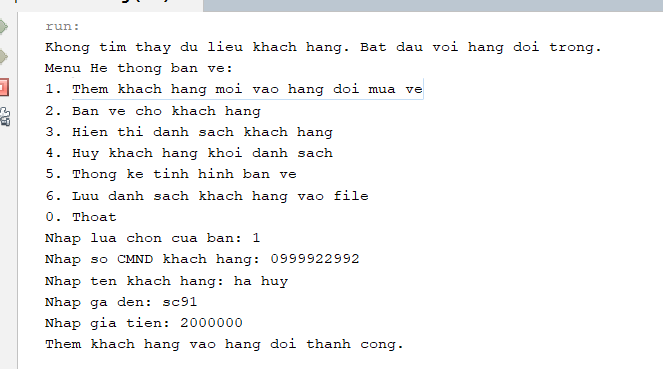 run:
Khong tim thay du lieu khach hang. Bat dau voi hang doi trong.
Menu He thong ban ve:
1. Them khach hang moi vao hang doi mua ve
2. Ban ve cho khach hang
3. Hien thi danh sach khach hang
4. Huy khach hang khoi danh sach
5. Thong ke tinh hinh ban ve
6. Luu danh sach khach hang vao file
0. Thoat
Nhap lua chon cua ban: 1
Nhap so CMND khach hang: 0999922992
Nhap ten khach hang: ha huy
Nhap ga den: sc91
Nhap gia tien: 2000000
Them khach hang vao hang doi thanh cong.